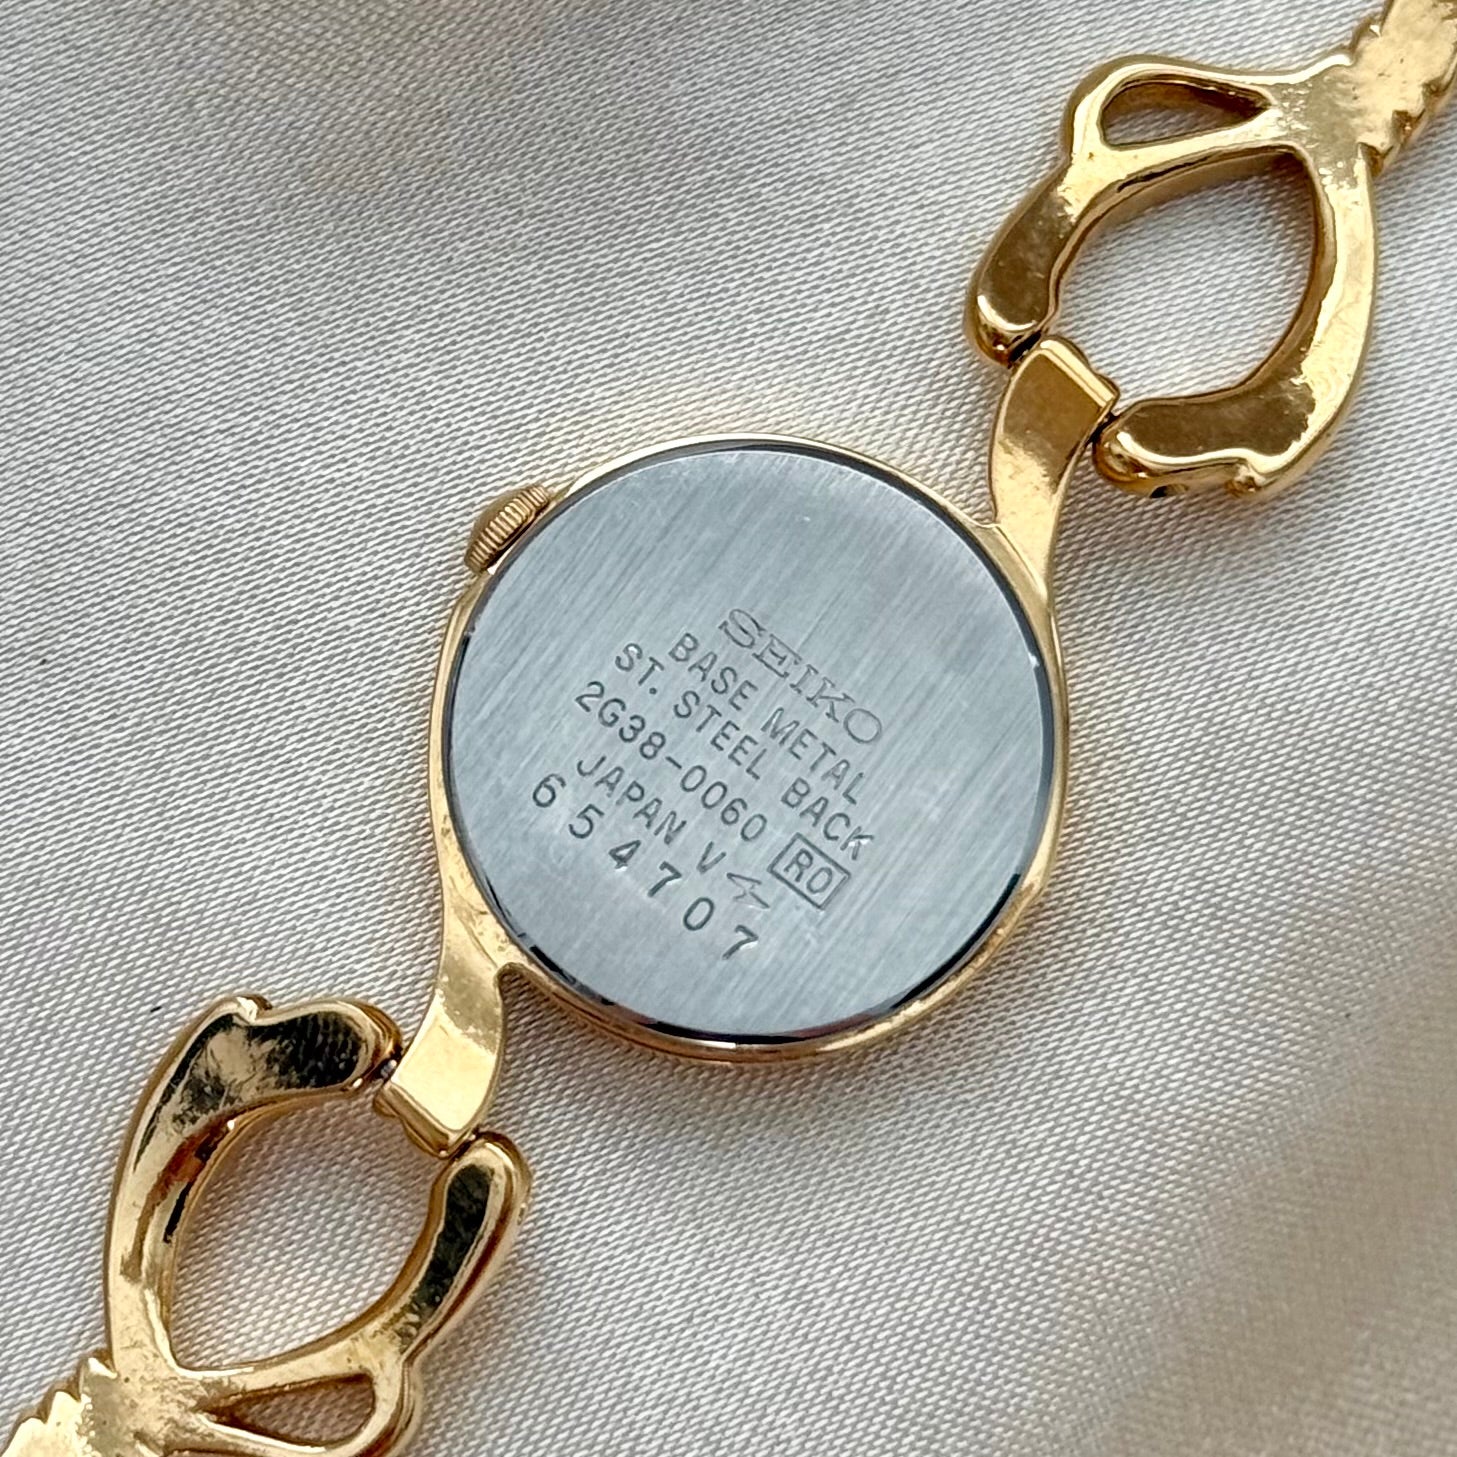 SEIKO
BASE METAL
ST. STEEL BACK
2G38-0060 RO
JAPAN V
654707